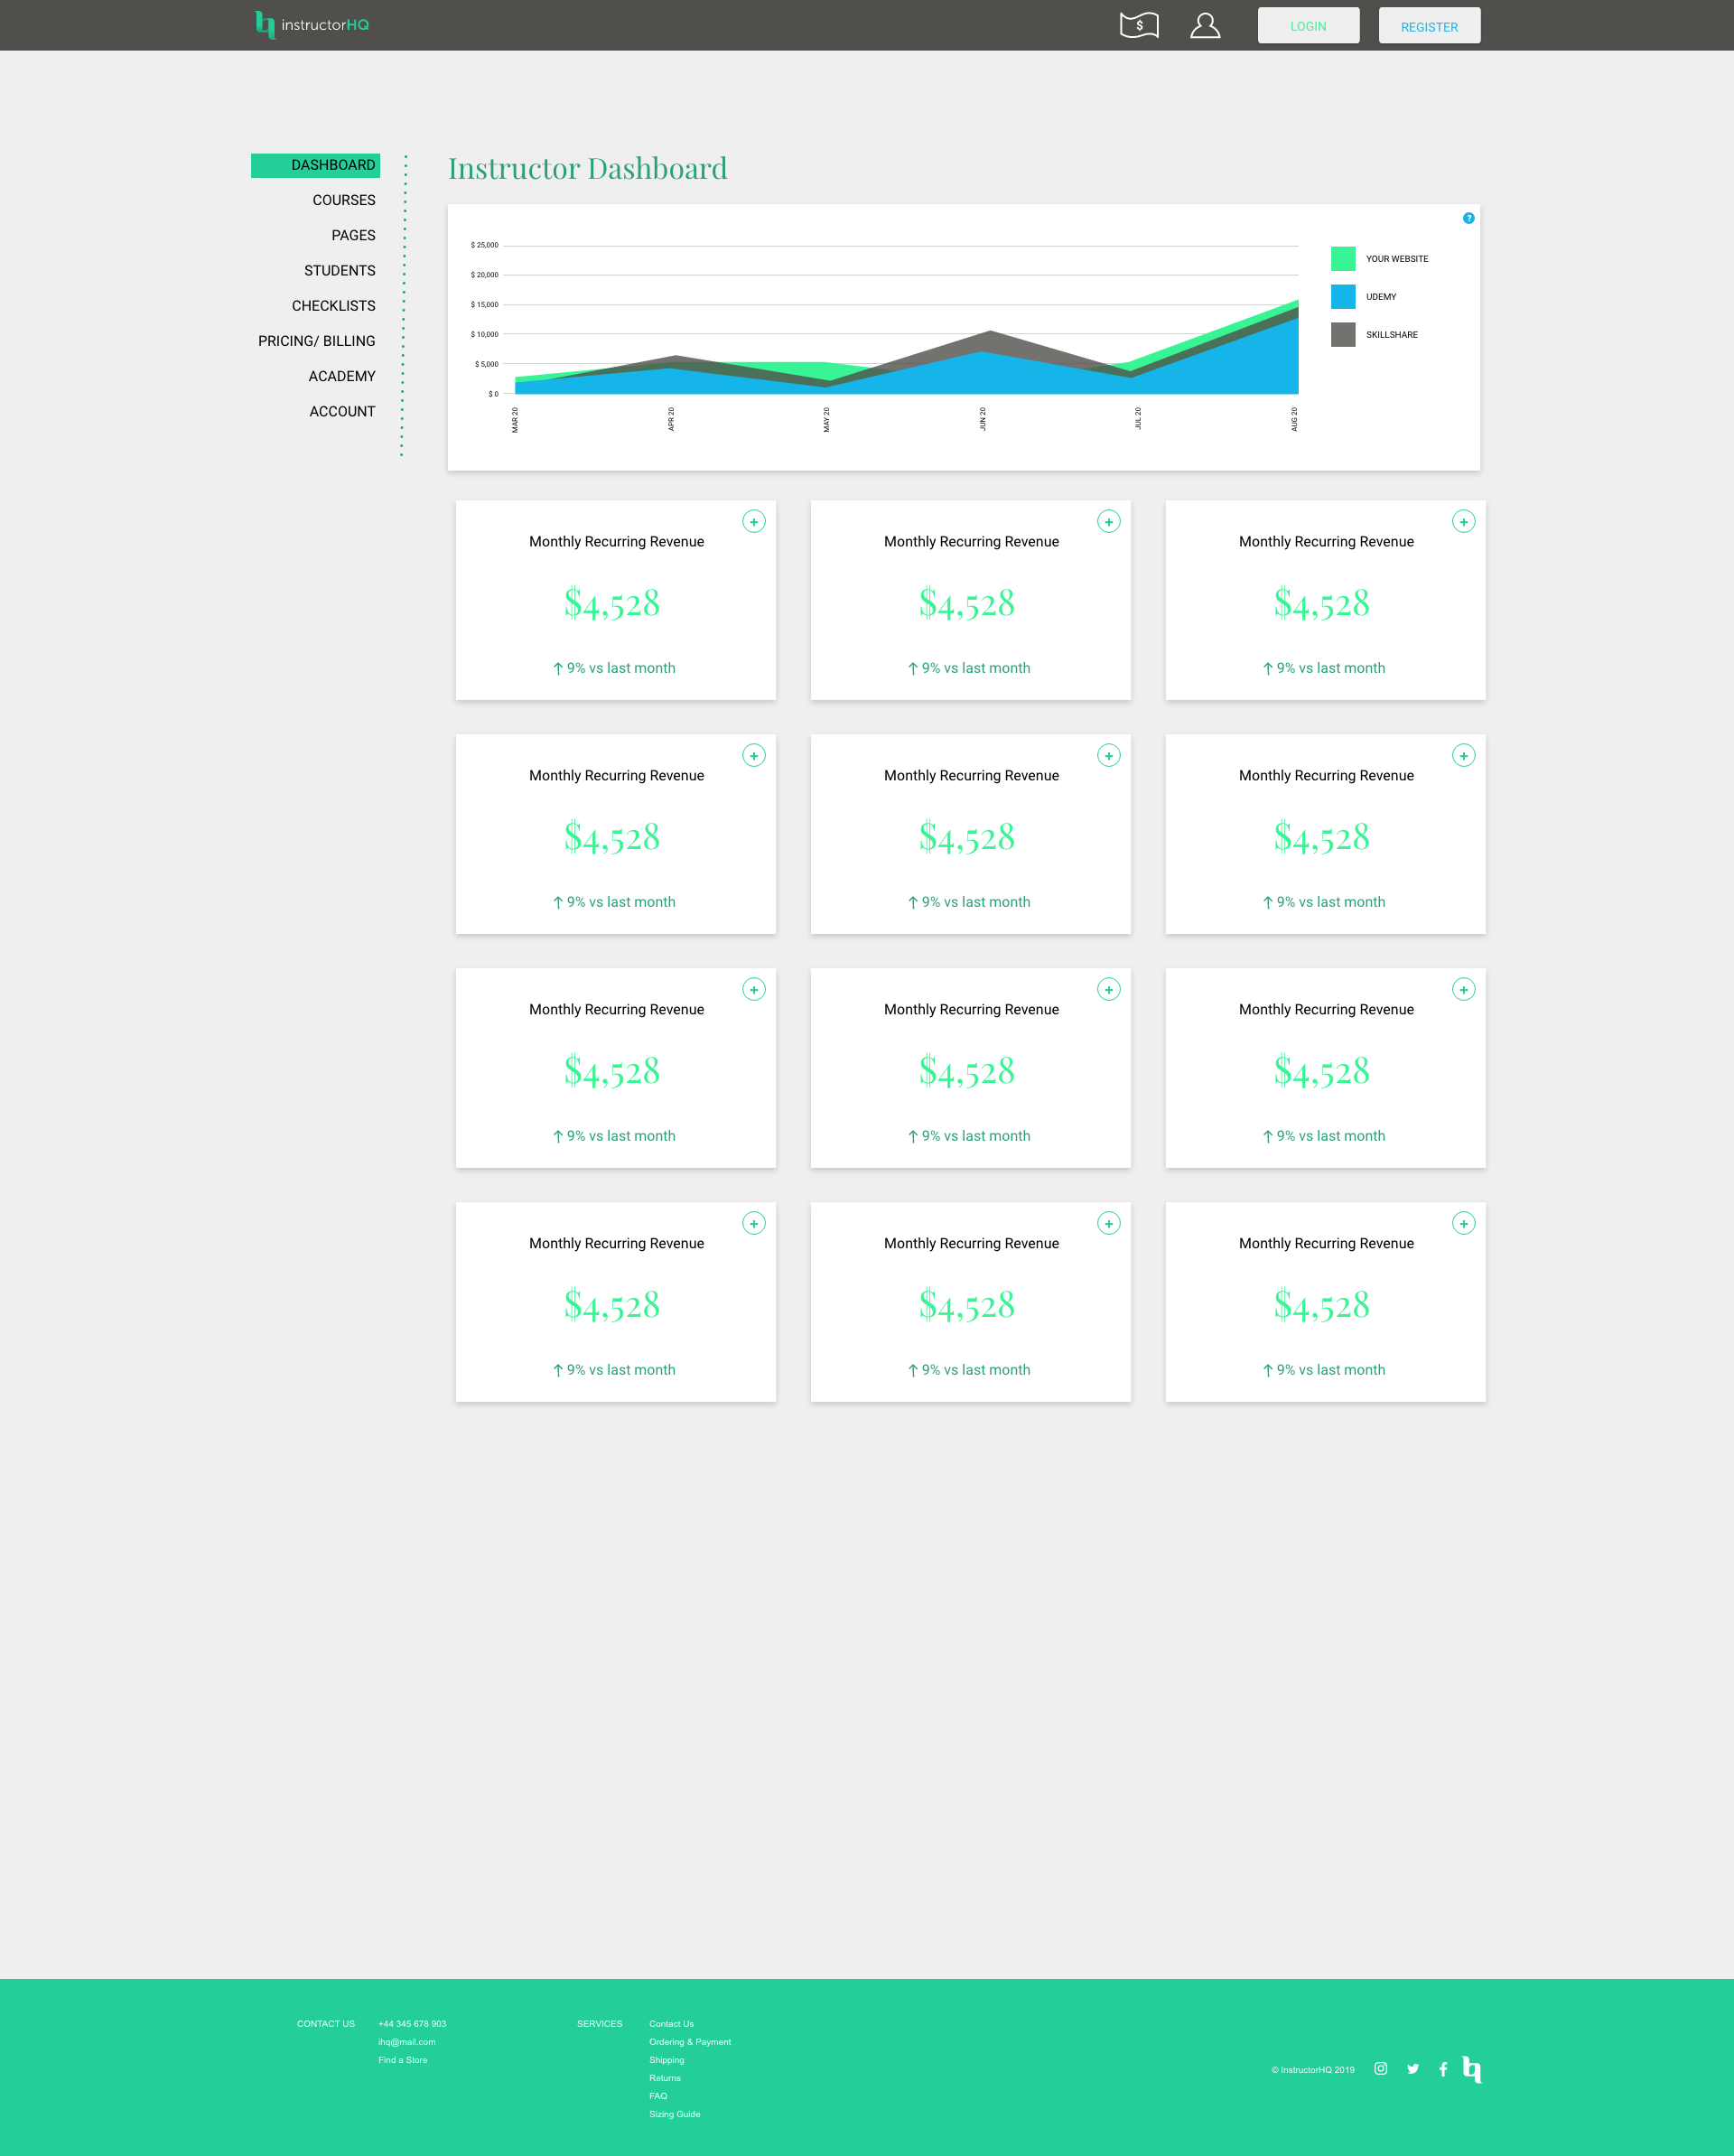 instructorHQ
$
LOGIN
REGISTER
DASHBOARD
COURSES
PAGES
STUDENTS
CHECKLISTS
PRICING/ BILLING
ACADEMY
ACCOUNT
Instructor Dashboard
?
$ 25,000
$ 20,000
$ 15,000
$ 10,000
$ 5,000
$ 0
MAR 20
APR 20
MAY 20
JUN 20
JUL 20
AUG 20
YOUR WEBSITE
UDEMY
SKILLSHARE
+
Monthly Recurring Revenue
$4,528
↑ 9% vs last month
+
Monthly Recurring Revenue
$4,528
↑ 9% vs last month
+
Monthly Recurring Revenue
$4,528
↑ 9% vs last month
+
Monthly Recurring Revenue
$4,528
↑ 9% vs last month
+
Monthly Recurring Revenue
$4,528
↑ 9% vs last month
+
Monthly Recurring Revenue
$4,528
↑ 9% vs last month
+
Monthly Recurring Revenue
$4,528
↑ 9% vs last month
+
Monthly Recurring Revenue
$4,528
↑ 9% vs last month
+
Monthly Recurring Revenue
$4,528
↑ 9% vs last month
+
Monthly Recurring Revenue
$4,528
↑ 9% vs last month
+
Monthly Recurring Revenue
$4,528
↑ 9% vs last month
+
Monthly Recurring Revenue
$4,528
↑ 9% vs last month
CONTACT US
+44 345 678 903
ihq@mail.com
Find a Store
SERVICES
Contact Us
Ordering & Payment
Shipping
Returns
FAQ
Sizing Guide
© InstructorHQ 2019